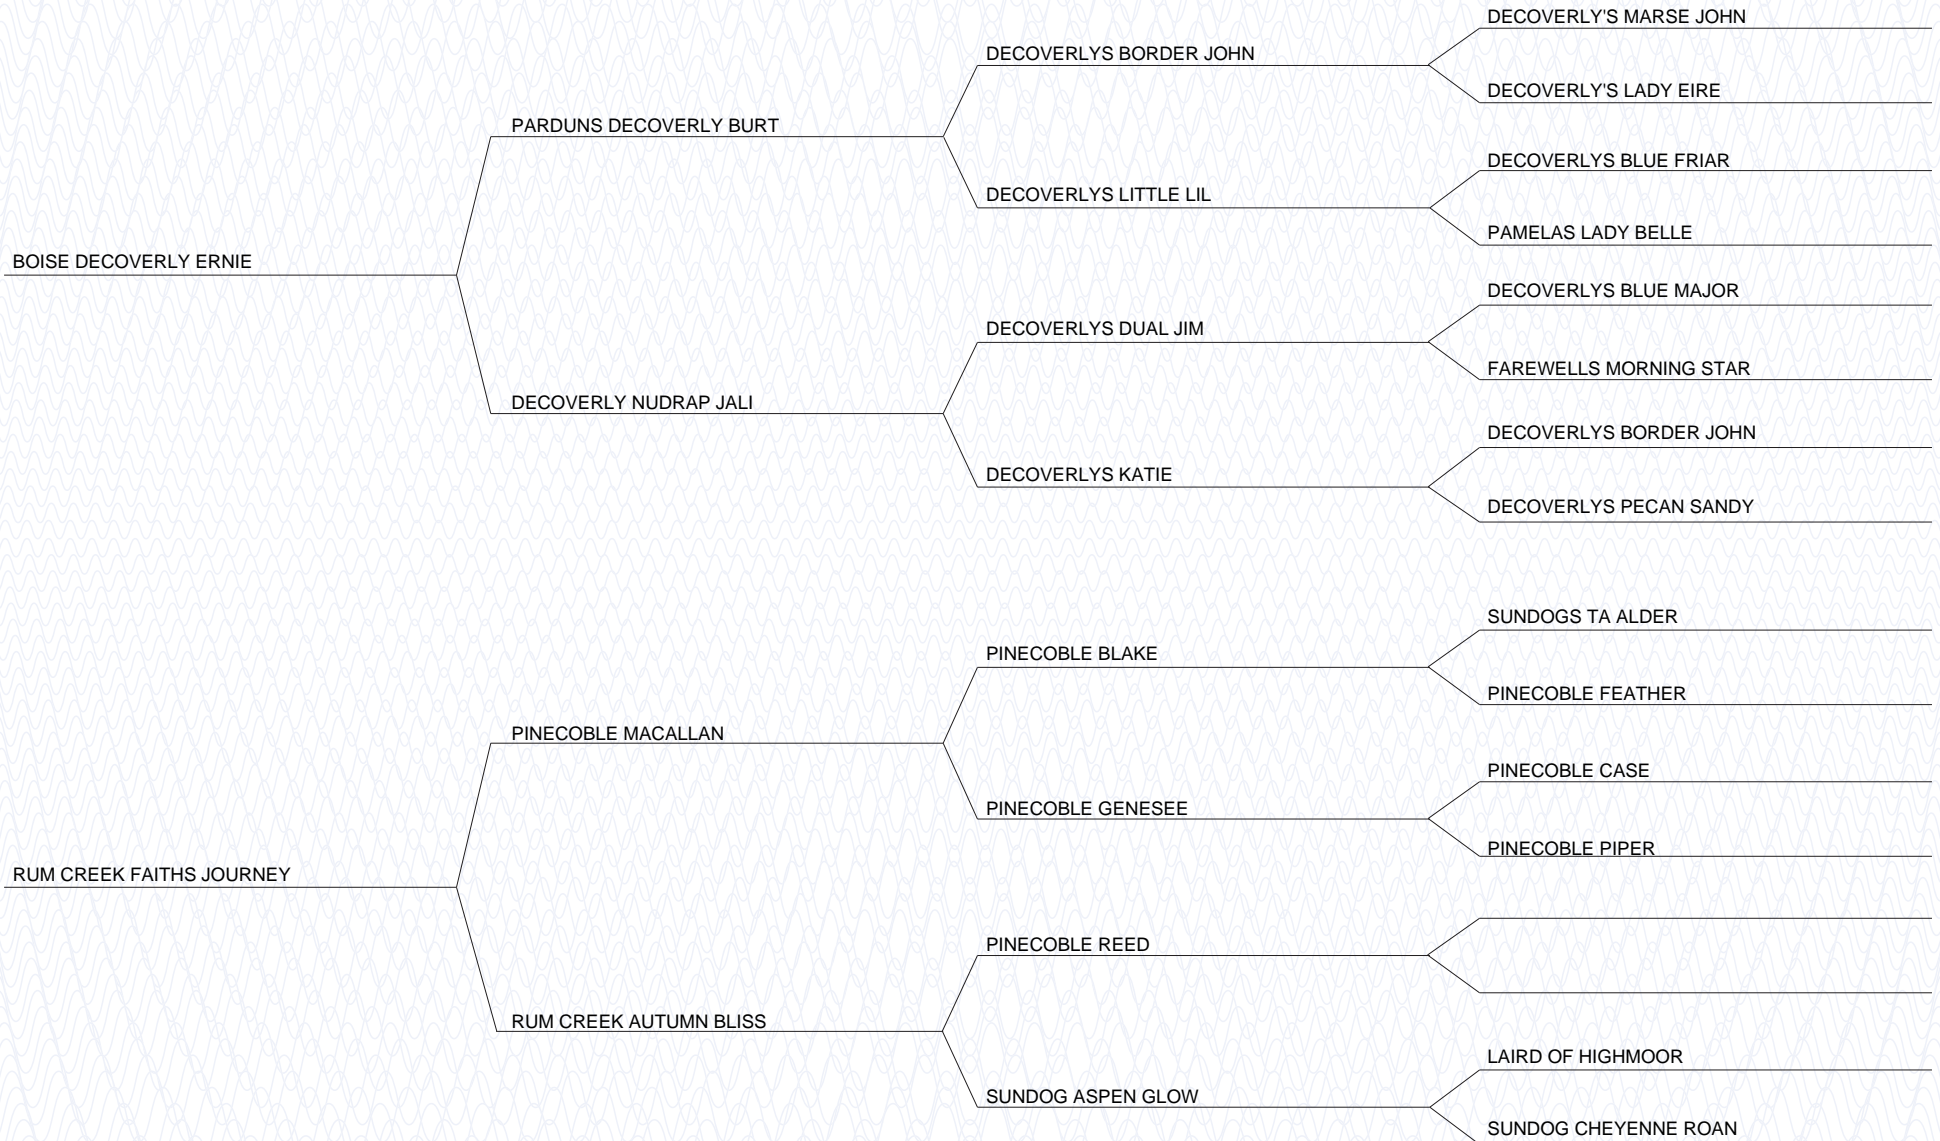 DECOVERLY'S MARSE JOHN
DECOVERLYS BORDER JOHN
DECOVERLY'S LADY EIRE
PARDUNS DECOVERLY BURT
DECOVERLYS BLUE FRIAR
DECOVERLYS LITTLE LIL
PAMELAS LADY BELLE
BOISE DECOVERLY ERNIE
DECOVERLYS BLUE MAJOR
DECOVERLYS DUAL JIM
FAREWELLS MORNING STAR
DECOVERLY NUDRAP JALI
DECOVERLYS BORDER JOHN
DECOVERLYS KATIE
DECOVERLYS PECAN SANDY
SUNDOGS TA ALDER
PINECOBLE BLAKE
PINECOBLE FEATHER
PINECOBLE MACALLAN
PINECOBLE CASE
PINECOBLE GENESEE
PINECOBLE PIPER
RUM CREEK FAITHS JOURNEY
PINECOBLE REED
RUM CREEK AUTUMN BLISS
LAIRD OF HIGHMOOR
SUNDOG ASPEN GLOW
SUNDOG CHEYENNE ROAN